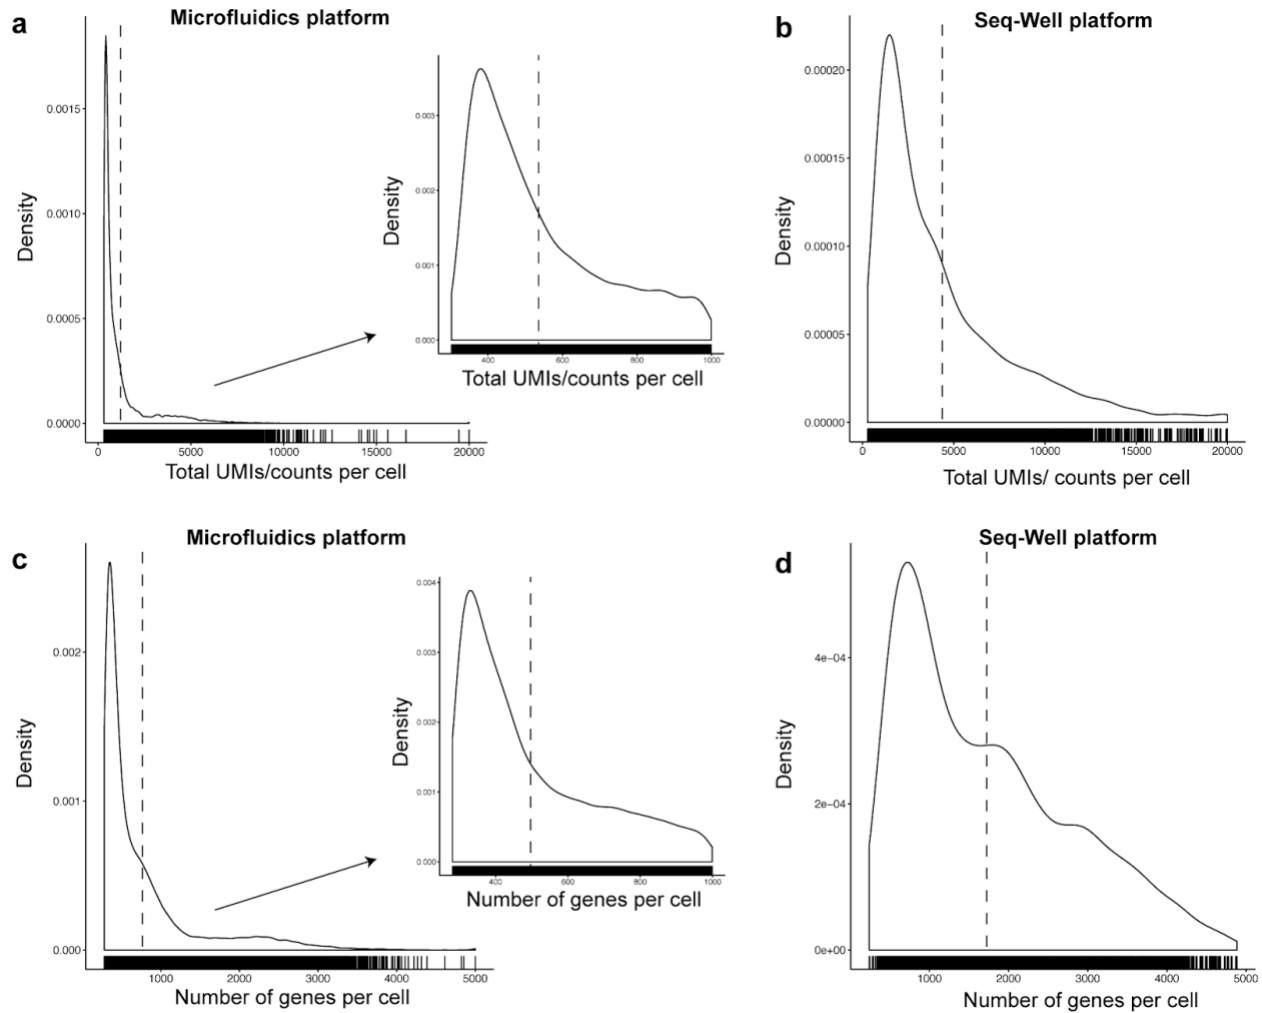 a
Microfluidics platform
Density
0.0015
0.0010
0.0005
0.0000
0
5000
10000
15000
20000
Total UMIs/counts per cell
Density
0.003
0.002
0.001
0.000
400
600
800
1000
Total UMIs/counts per cell
b
Seq-Well platform
Density
0.00020
0.00015
0.00010
0.00005
0.00000
0
5000
10000
15000
20000
Total UMIs/ counts per cell
c
Microfluidics platform
Density
0.002
0.001
0.000
1000
2000
3000
4000
5000
Number of genes per cell
Density
0.004
0.003
0.002
0.001
0.000
400
600
800
1000
Number of genes per cell
d
Seq-Well platform
Density
4e−04
2e−04
0e+00
1000
2000
3000
4000
5000
Number of genes per cell